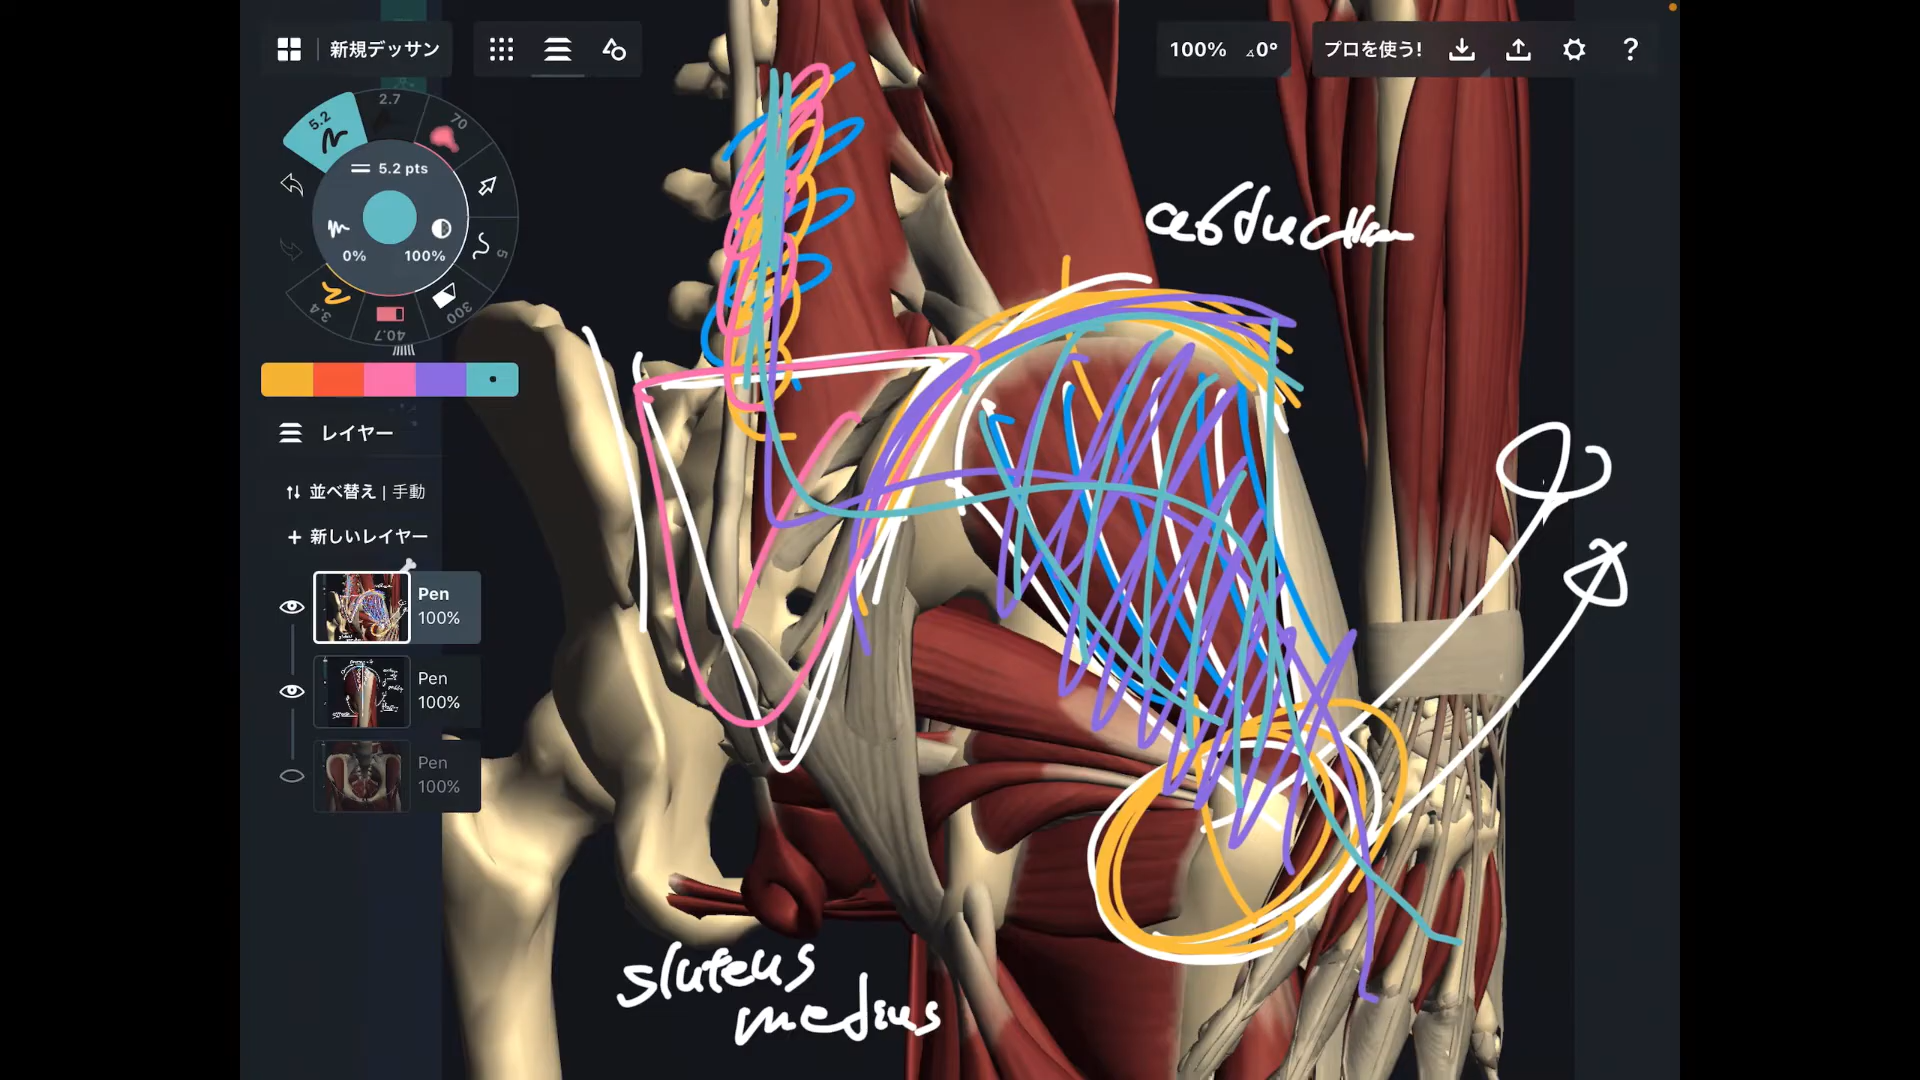 新規デッサン
100% ⊿0°
プロを使う!
?
2.7
5.2
70
5.2 pts
0%
100%
5
300
40.7
3.4
レイヤー
並べ替え | 手動
+ 新しいレイヤー
Pen
100%
Pen
100%
Pen
100%
abduction
gluteus
medius